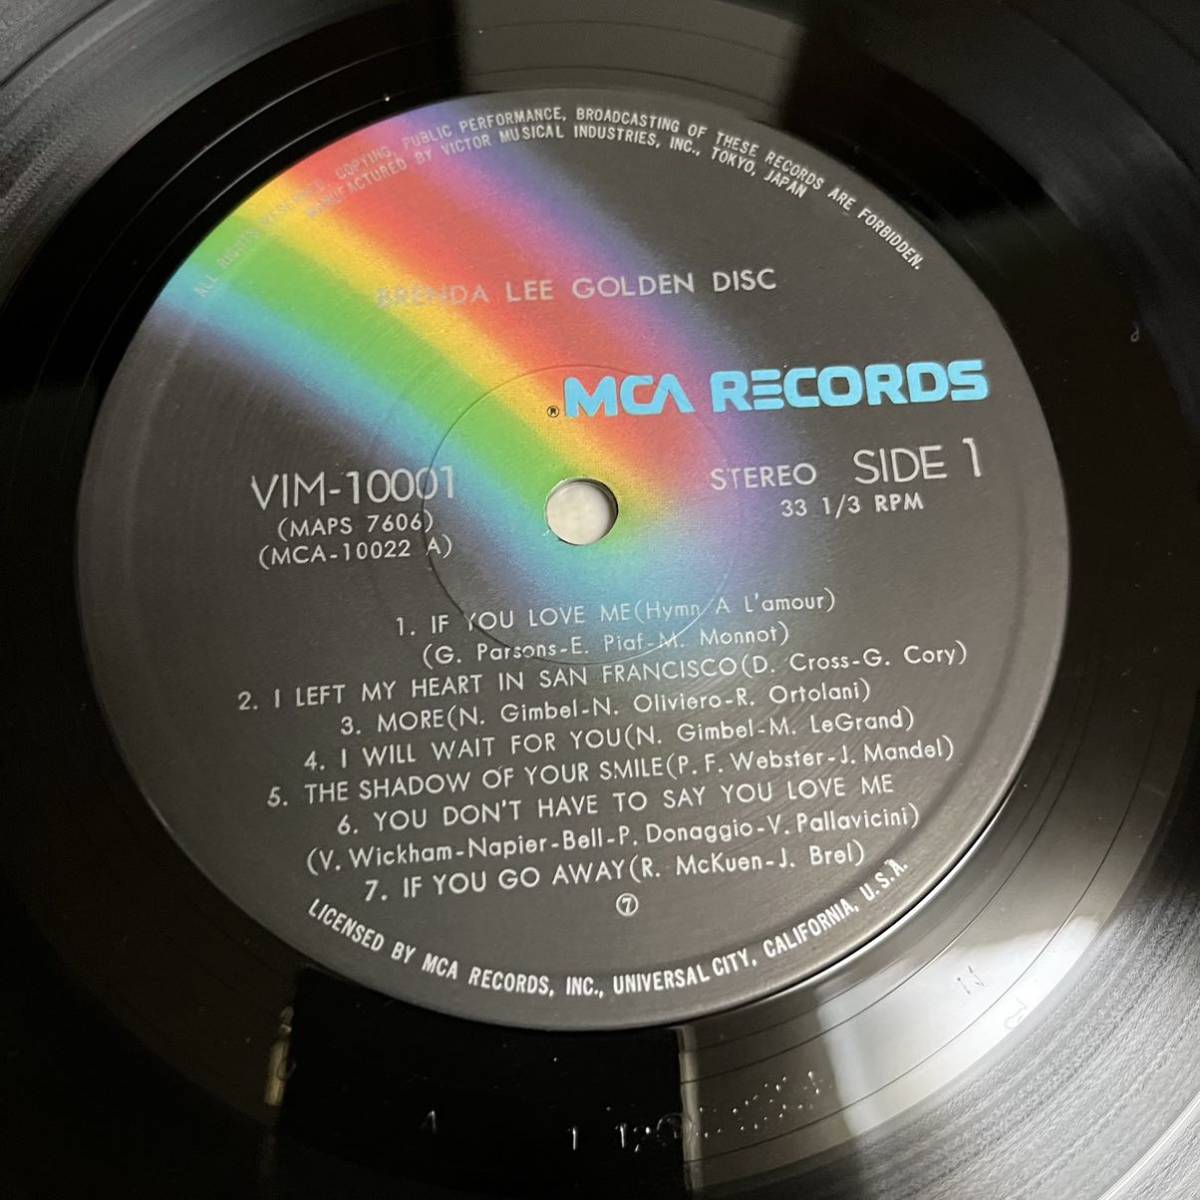 ALL RIGHTS RESERVED. COPYING, PUBLIC PERFORMANCE, BROADCASTING OF THESE RECORDS ARE FORBIDDEN.
MANUFACTURED BY VICTOR MUSICAL INDUSTRIES, INC., TOKYO, JAPAN
BRENDA LEE GOLDEN DISC
®MCA RECORDS
VIM-10001
(MAPS 7606)
(MCA-10022 A)
STEREO SIDE 1
33 1/3 RPM
1. IF YOU LOVE ME(Hymn A L'amour)
(G. Parsons-E. Piaf-M. Monnot)
2. I LEFT MY HEART IN SAN FRANCISCO(D. Cross-G. Cory)
3. MORE(N. Gimbel-N. Oliviero-R. Ortolani)
4. I WILL WAIT FOR YOU(N. Gimbel-M. LeGrand)
5. THE SHADOW OF YOUR SMILE(P. F. Webster-J. Mandel)
6. YOU DON'T HAVE TO SAY YOU LOVE ME
(V. Wickham-Napier-Bell-P. Donaggio-V. Pallavicini)
7. IF YOU GO AWAY(R. McKuen-J. Brel)
⑦
LICENSED BY MCA RECORDS, INC., UNIVERSAL CITY, CALIFORNIA, U.S.A.